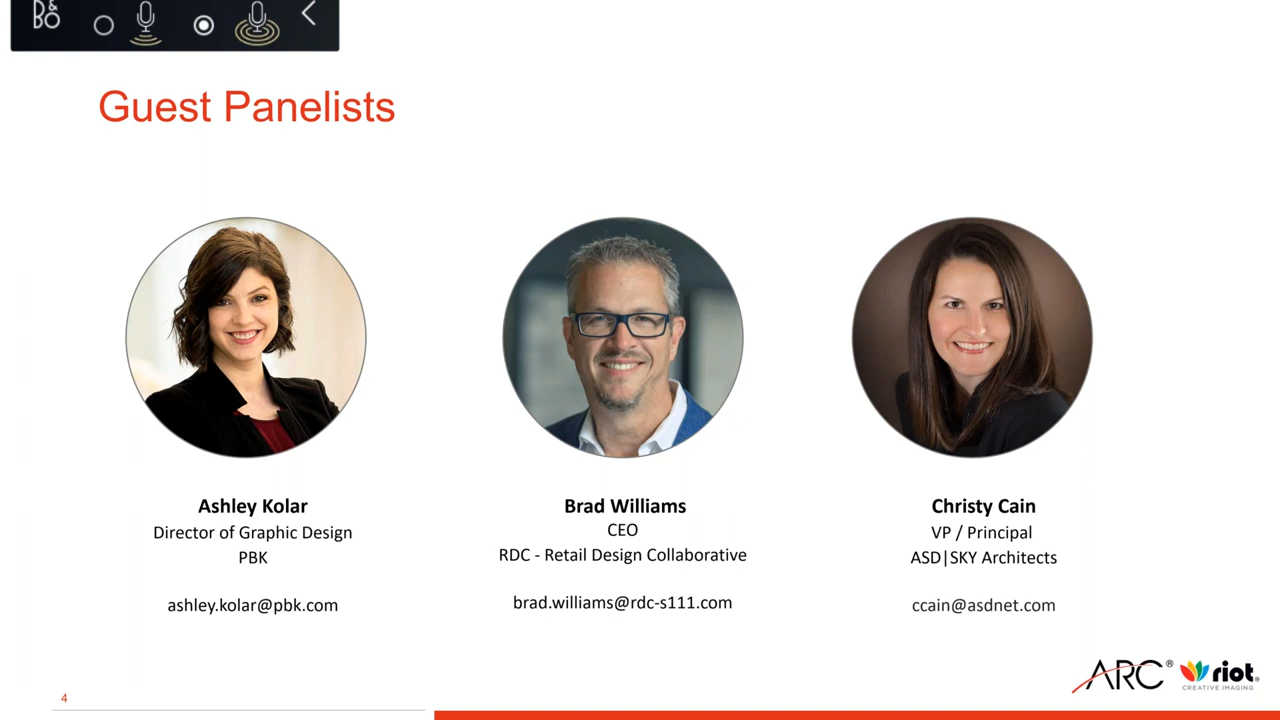 B&O
Guest Panelists
Ashley Kolar
Director of Graphic Design
PBK
ashley.kolar@pbk.com
Brad Williams
CEO
RDC - Retail Design Collaborative
brad.williams@rdc-s111.com
Christy Cain
VP / Principal
ASD|SKY Architects
ccain@asdnet.com
ARC®
riot®
CREATIVE IMAGING
4